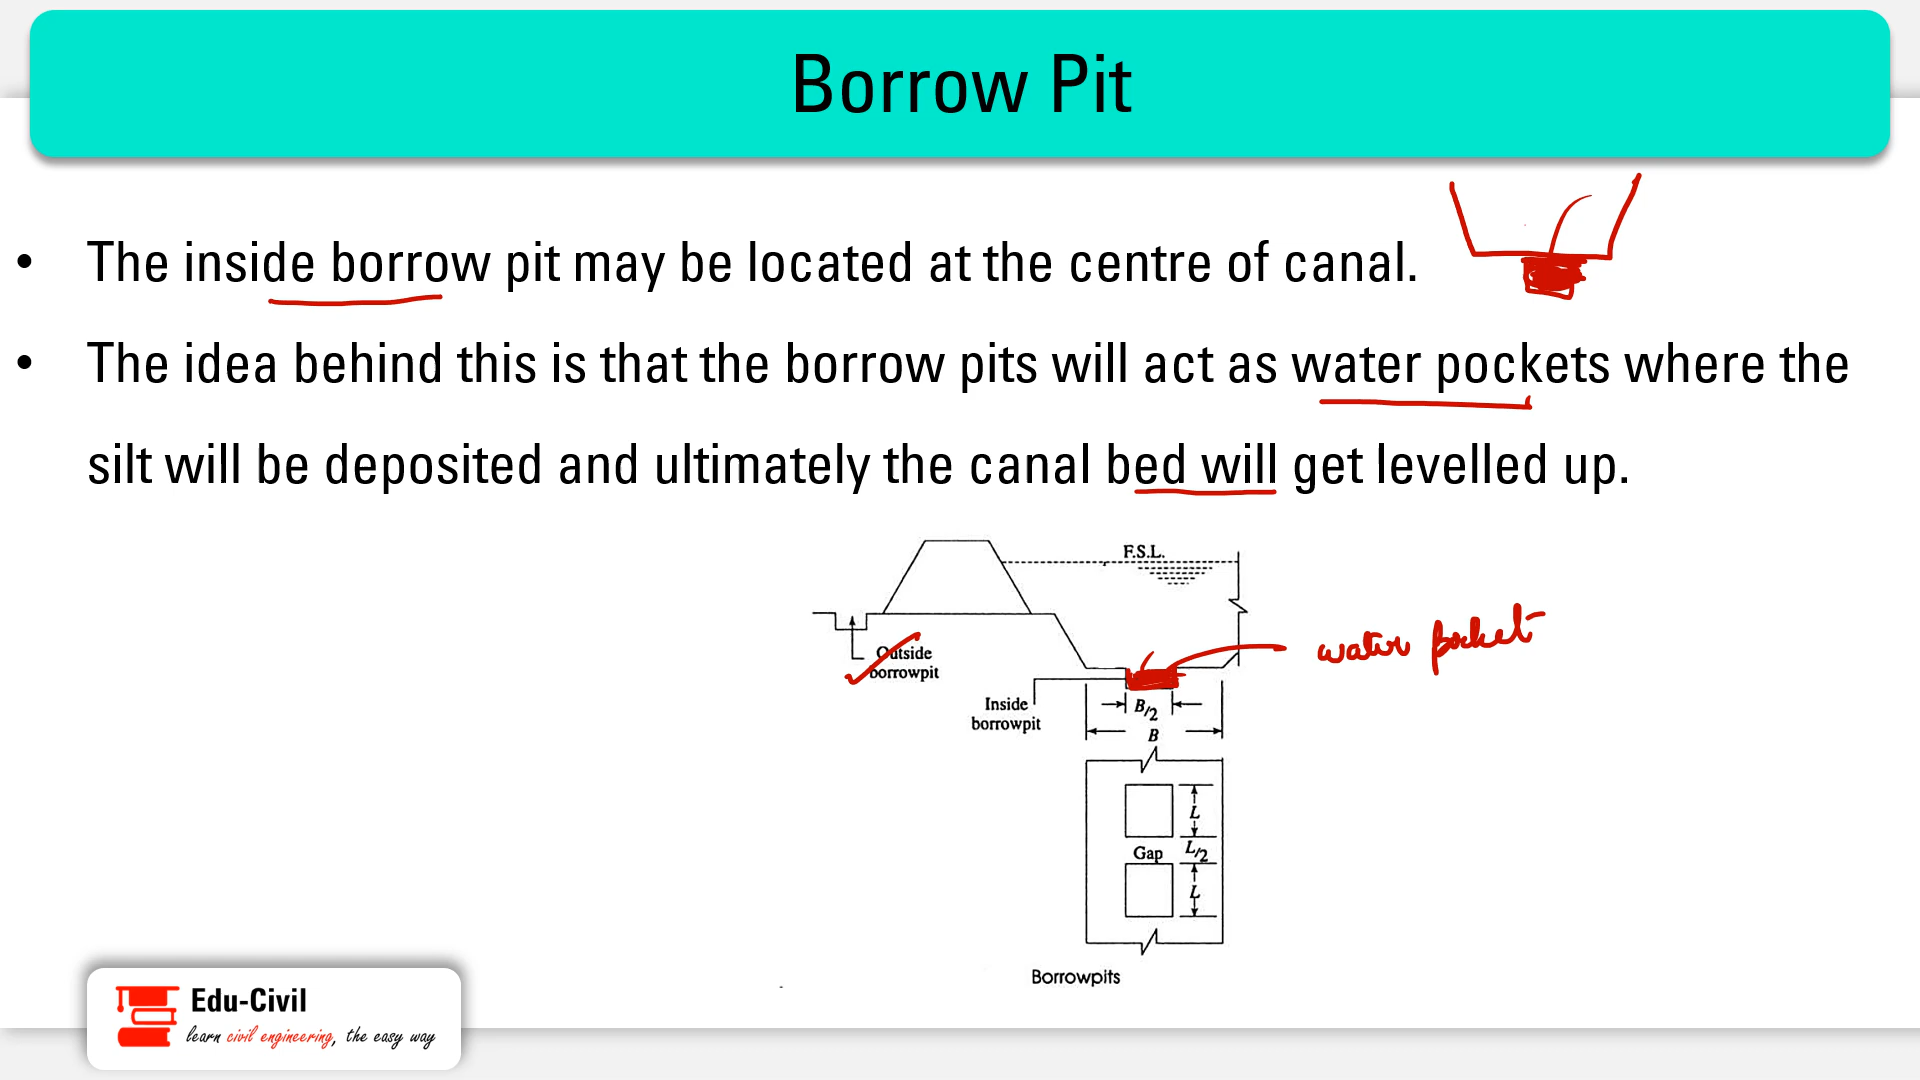 Borrow Pit
• The inside borrow pit may be located at the centre of canal.
• The idea behind this is that the borrow pits will act as water pockets where the
silt will be deposited and ultimately the canal bed will get levelled up.
F.S.L.
water pocket
Outside
borrowpit
Inside
borrowpit
B/2
B
L
Gap L/2
L
Borrowpits
Edu-Civil
learn civil engineering, the easy way